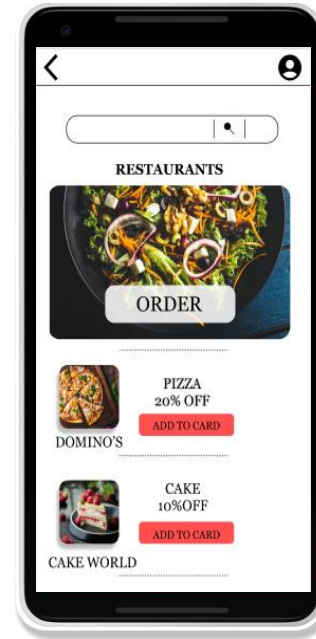 RESTAURANTS
ORDER
PIZZA
20% OFF
ADD TO CARD
DOMINO'S
CAKE
10%OFF
ADD TO CARD
CAKE WORLD